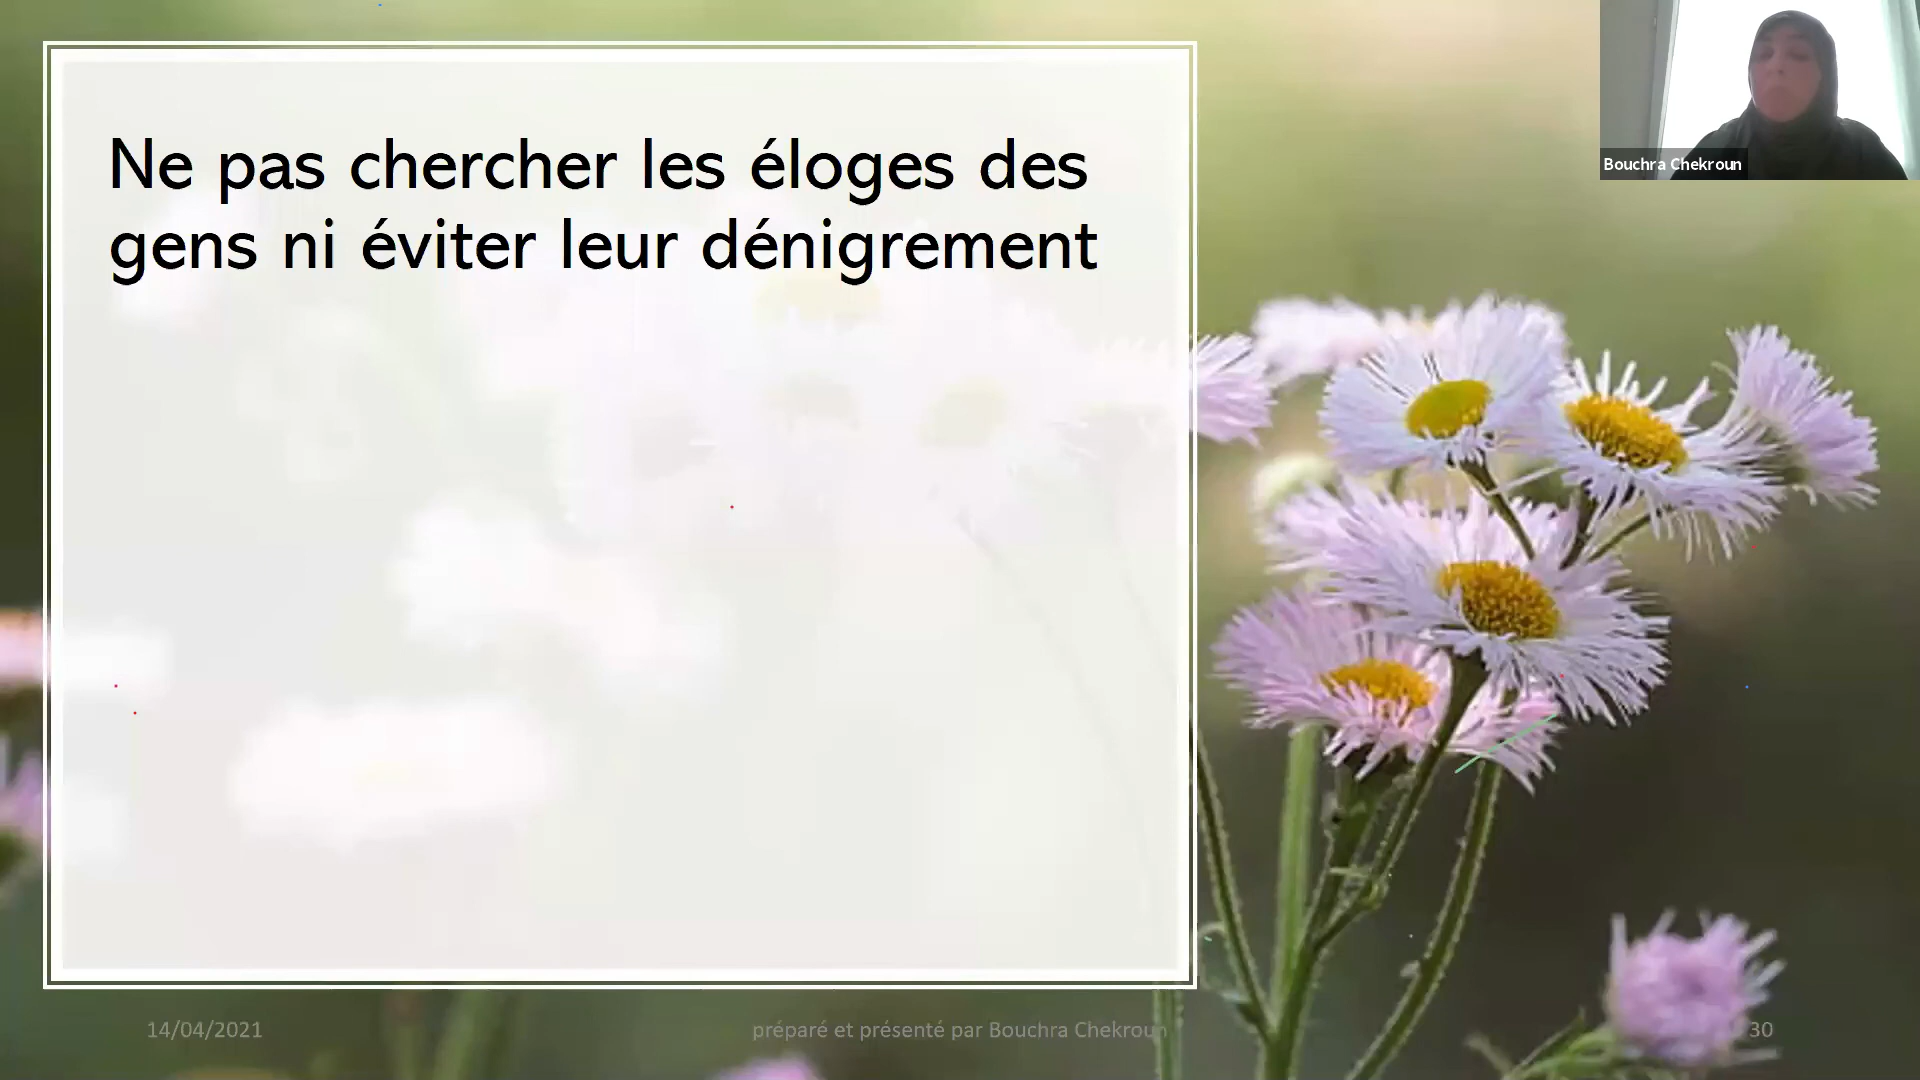 Ne pas chercher les éloges des
gens ni éviter leur dénigrement
Bouchra Chekroun
14/04/2021
préparé et présenté par Bouchra Chekroun
30